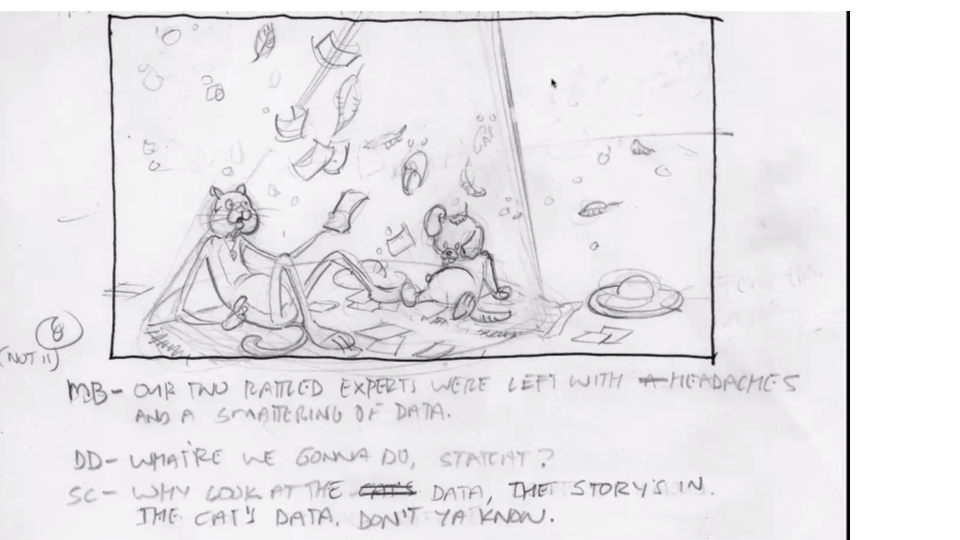 8
(NOT 11)
MB- OUR TWO RATTLED EXPERTS WERE LEFT WITH A HEADACHES
AND A SMATTERING OF DATA.
DD- WHAT'RE WE GONNA DO, STATCAT?
SC- WHY LOOK AT THE CAT'S DATA, THE STORY'S IN.
THE CAT'S DATA. DON'T YA KNOW.